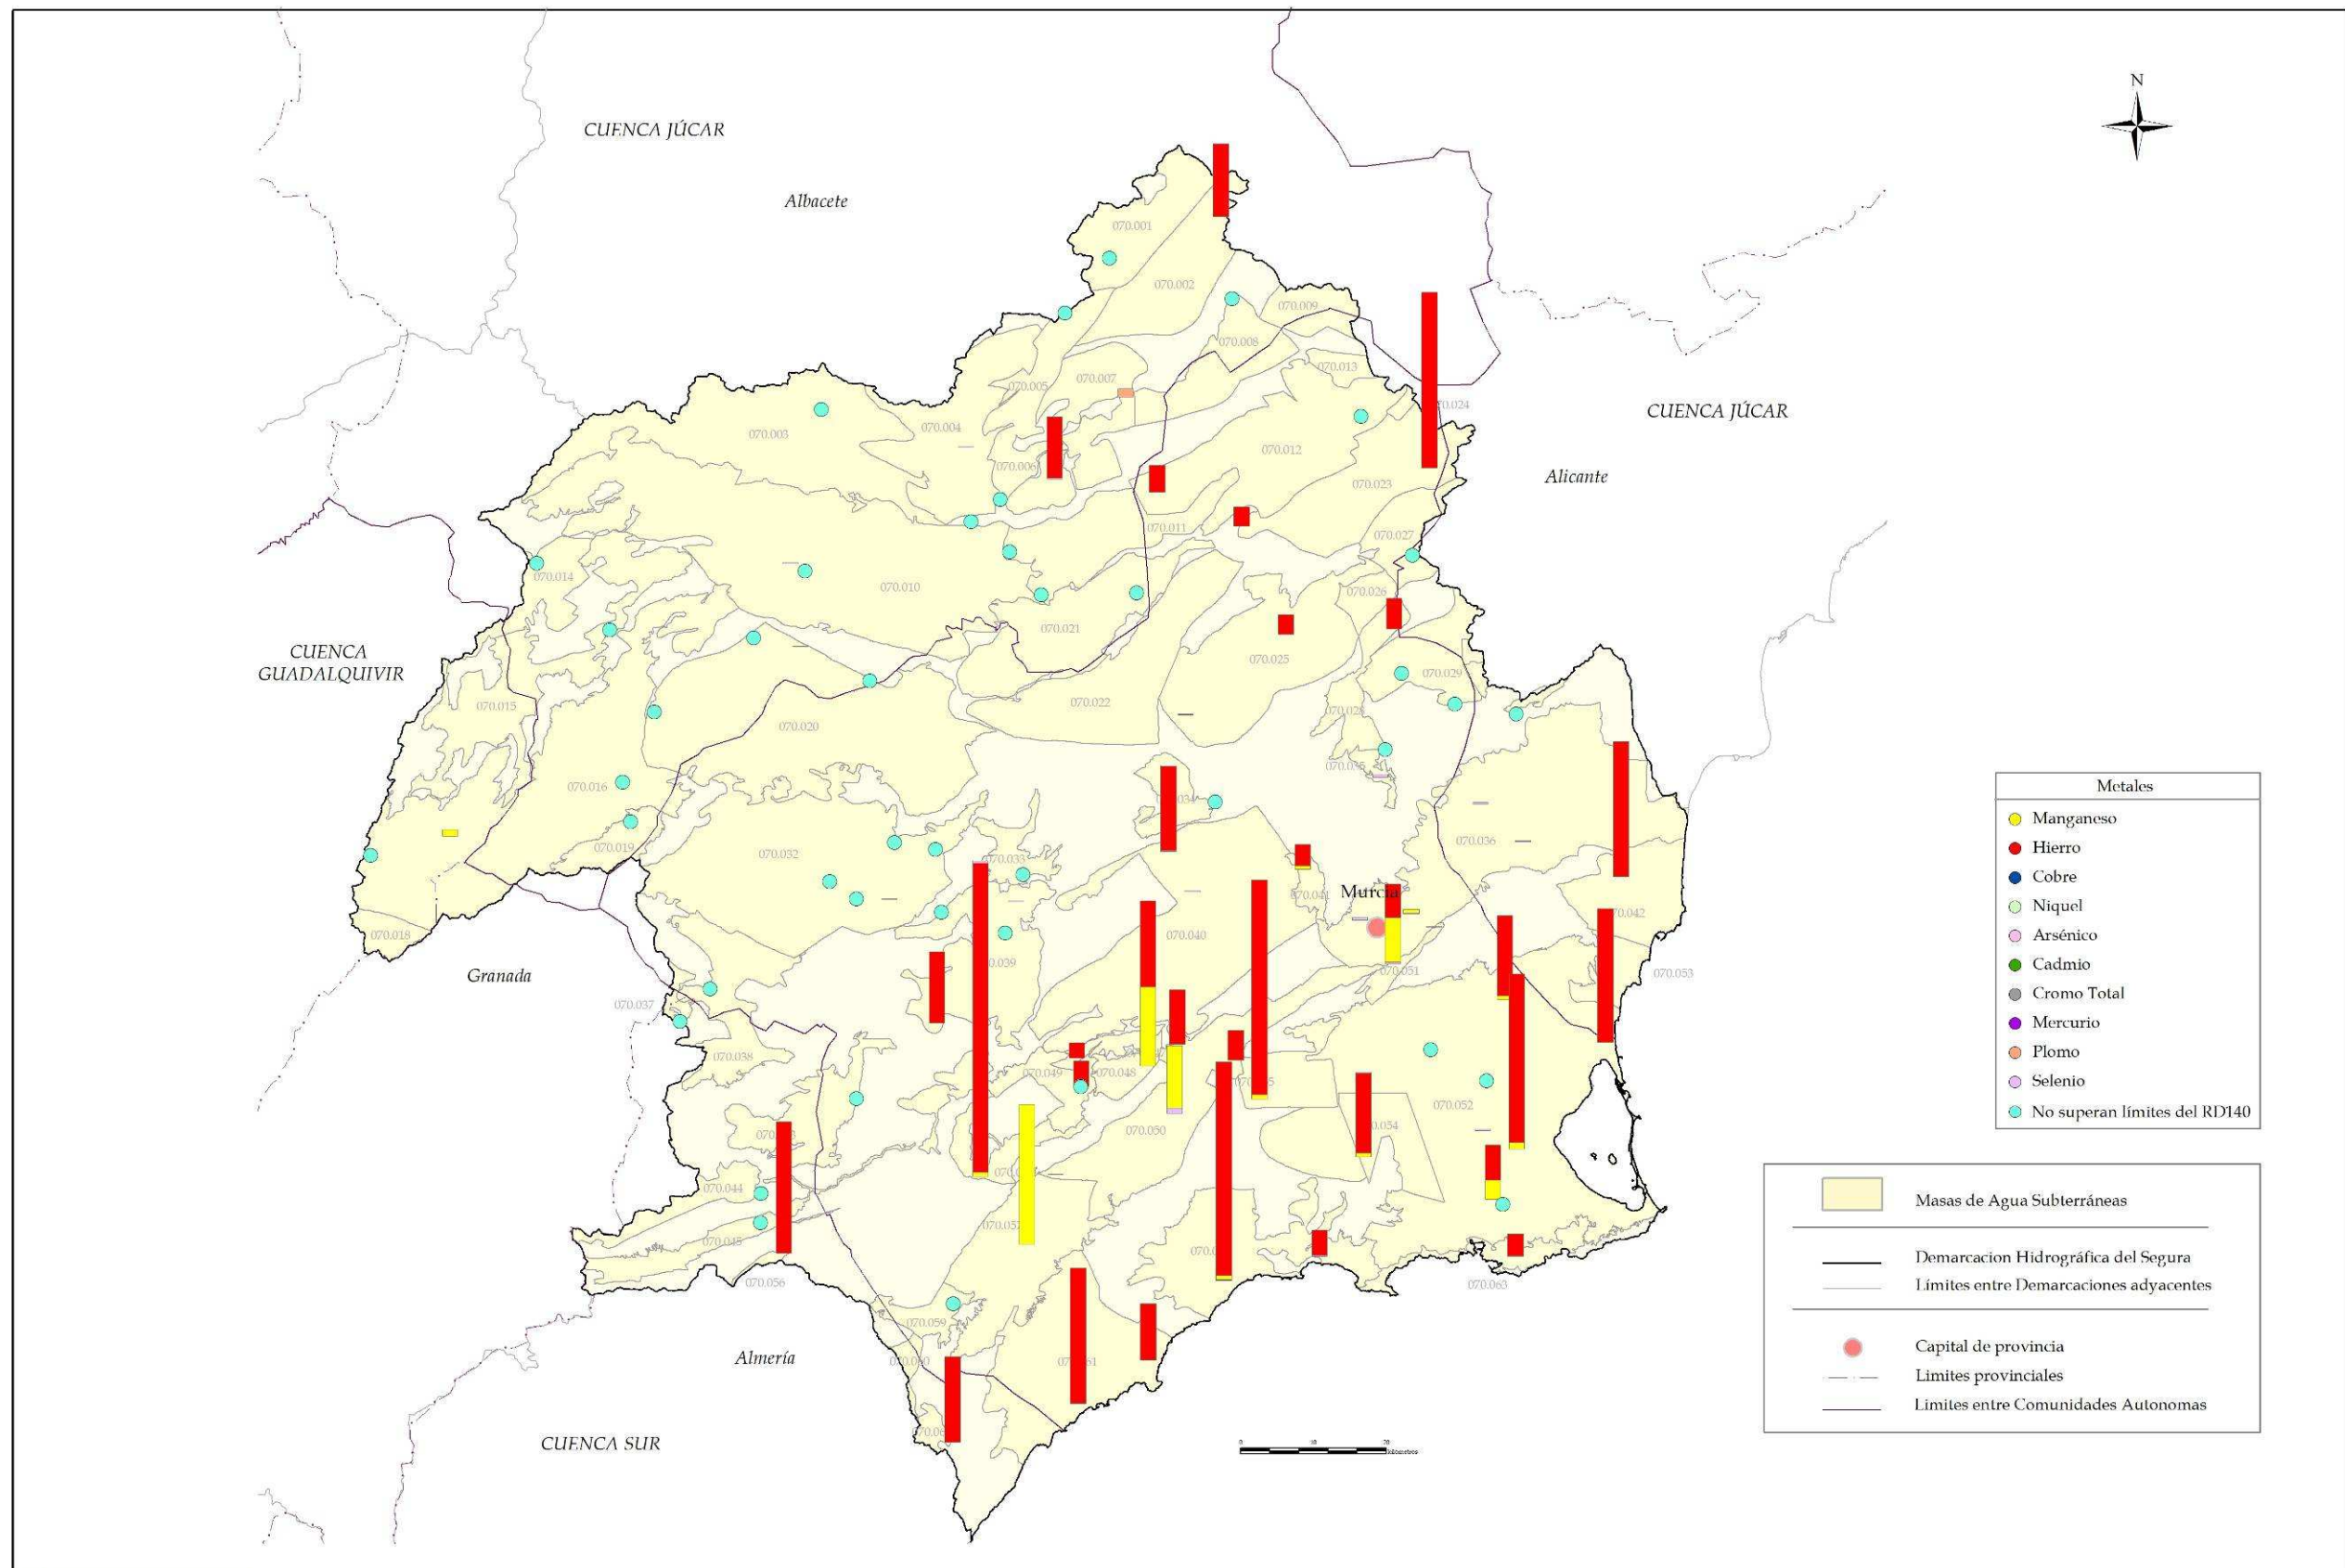 N
CUENCA JÚCAR
Albacete
070.001
070.002
070.009
070.008
070.013
070.005
070.007
CUENCA JÚCAR
070.003
070.004
070.012
070.006
Alicante
070.023
070.011
070.027
070.014
070.010
070.026
070.021
CUENCA
GUADALQUIVIR
070.025
070.029
070.015
070.022
070.028
070.020
070.016
070.036
070.019
070.032
070.033
Murcia
070.041
070.018
070.040
Granada
070.051
070.053
070.037
070.038
070.049
070.048
070.052
070.050
070.044
070.045
070.056
070.063
070.059
Almería
CUENCA SUR
Metales
Manganeso
Hierro
Cobre
Niquel
Arsénico
Cadmio
Cromo Total
Mercurio
Plomo
Selenio
No superan límites del RD140
Masas de Agua Subterráneas
Demarcacion Hidrográfica del Segura
Límites entre Demarcaciones adyacentes
Capital de provincia
Limites provinciales
Limites entre Comunidades Autonomas